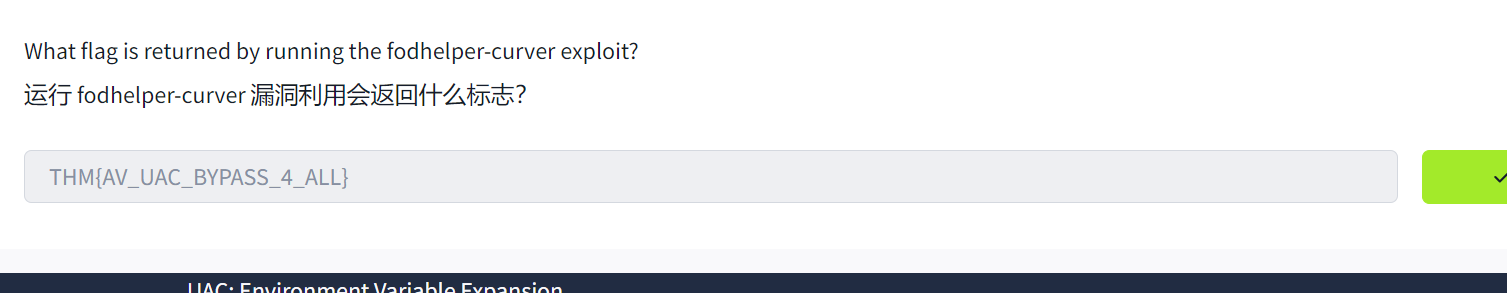 What flag is returned by running the fodhelper-curver exploit?
运行 fodhelper-curver 漏洞利用会返回什么标志？
THM{AV_UAC_BYPASS_4_ALL}
UAC: Environment Variable Expansion